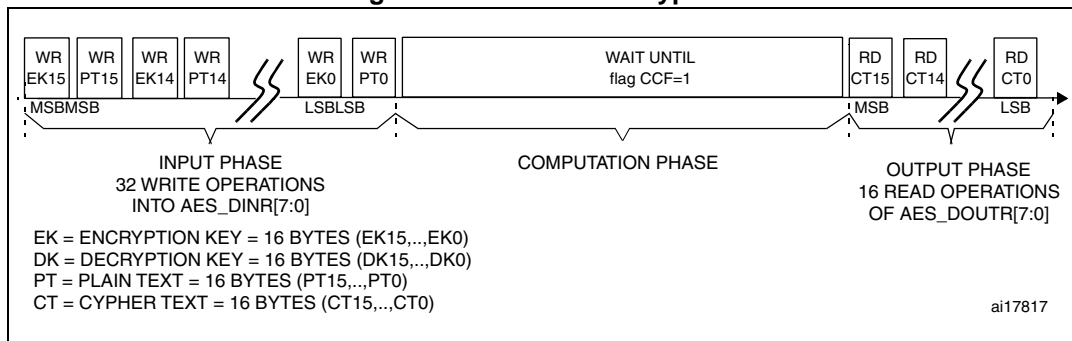 WR EK15
WR PT15
WR EK14
WR PT14
WR EK0
WR PT0
WAIT UNTIL
flag CCF=1
RD CT15
RD CT14
RD CT0
MSBMSB
LSBLSB
MSB
LSB
INPUT PHASE
32 WRITE OPERATIONS
INTO AES_DINR[7:0]
COMPUTATION PHASE
OUTPUT PHASE
16 READ OPERATIONS
OF AES_DOUTR[7:0]
EK = ENCRYPTION KEY = 16 BYTES (EK15,..,EK0)
DK = DECRYPTION KEY = 16 BYTES (DK15,..,DK0)
PT = PLAIN TEXT = 16 BYTES (PT15,..,PT0)
CT = CYPHER TEXT = 16 BYTES (CT15,..,CT0)
ai17817